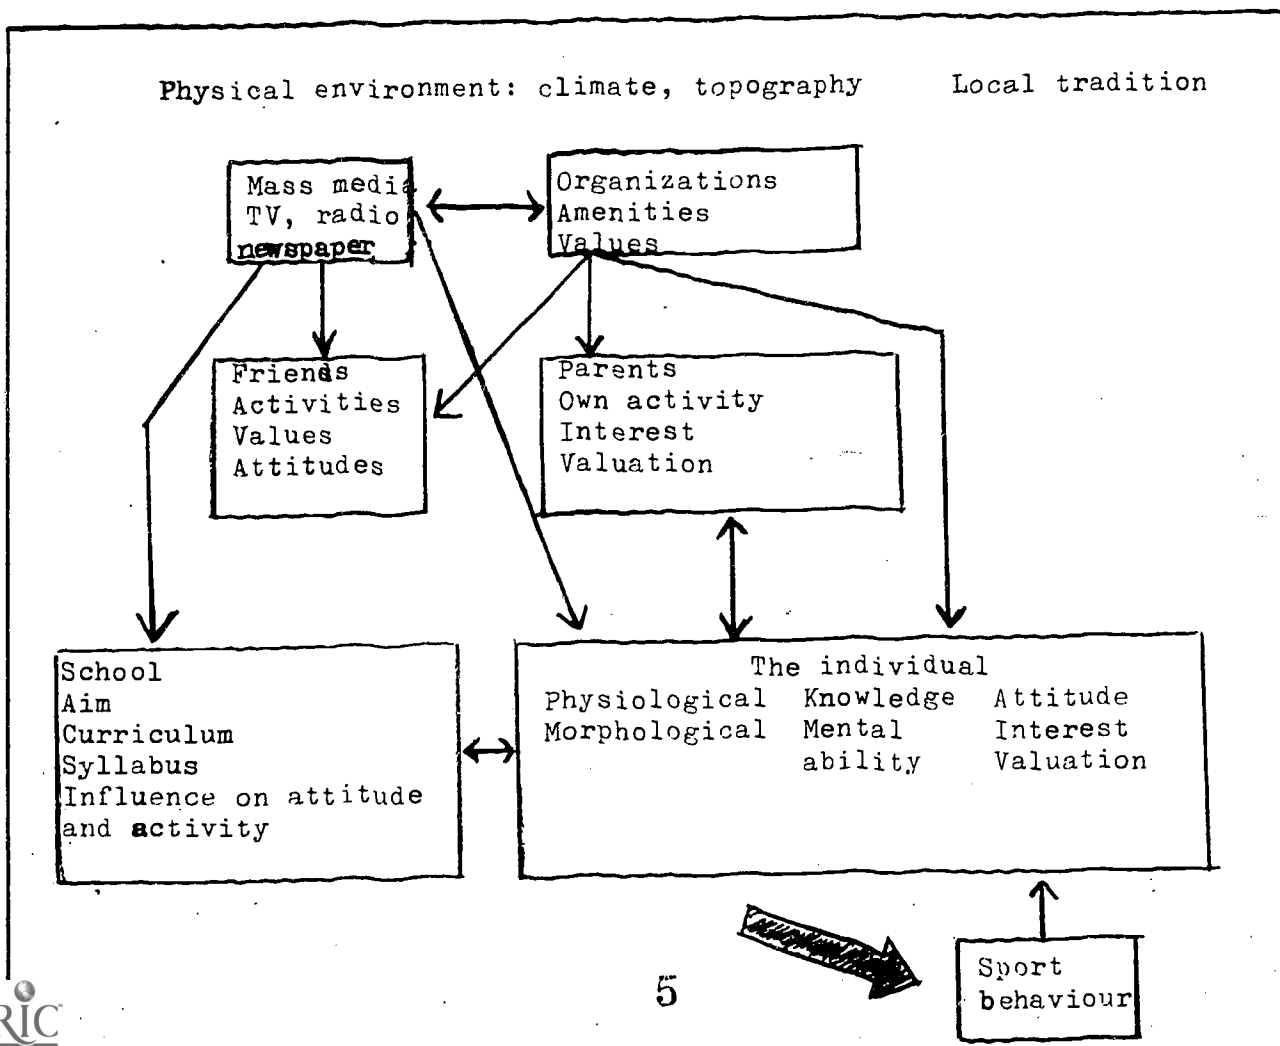 Physical environment: climate, topography Local tradition
Mass media
TV, radio
newspaper
Organizations
Amenities
Values
Friends
Activities
Values
Attitudes
Parents
Own activity
Interest
Valuation
School
Aim
Curriculum
Syllabus
Influence on attitude
and activity
The individual
Physiological Knowledge Attitude
Morphological Mental Interest
ability Valuation
Sport
behaviour
5
RIC